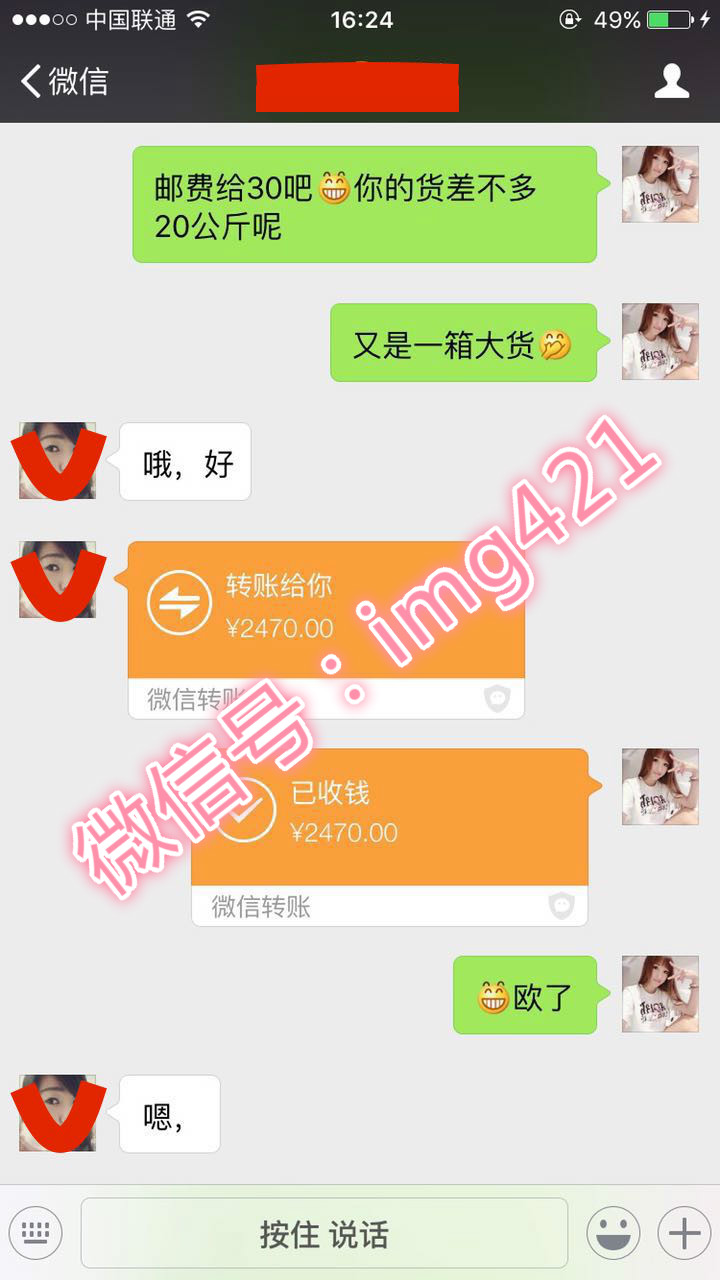 中国联通 16:24 49%
微信
邮费给30吧😁你的货差不多
20公斤呢
又是一箱大货🤭
哦，好
转账给你
¥2470.00
微信转账
微信号：img421
已收钱
¥2470.00
微信转账
😁欧了
嗯，
按住 说话